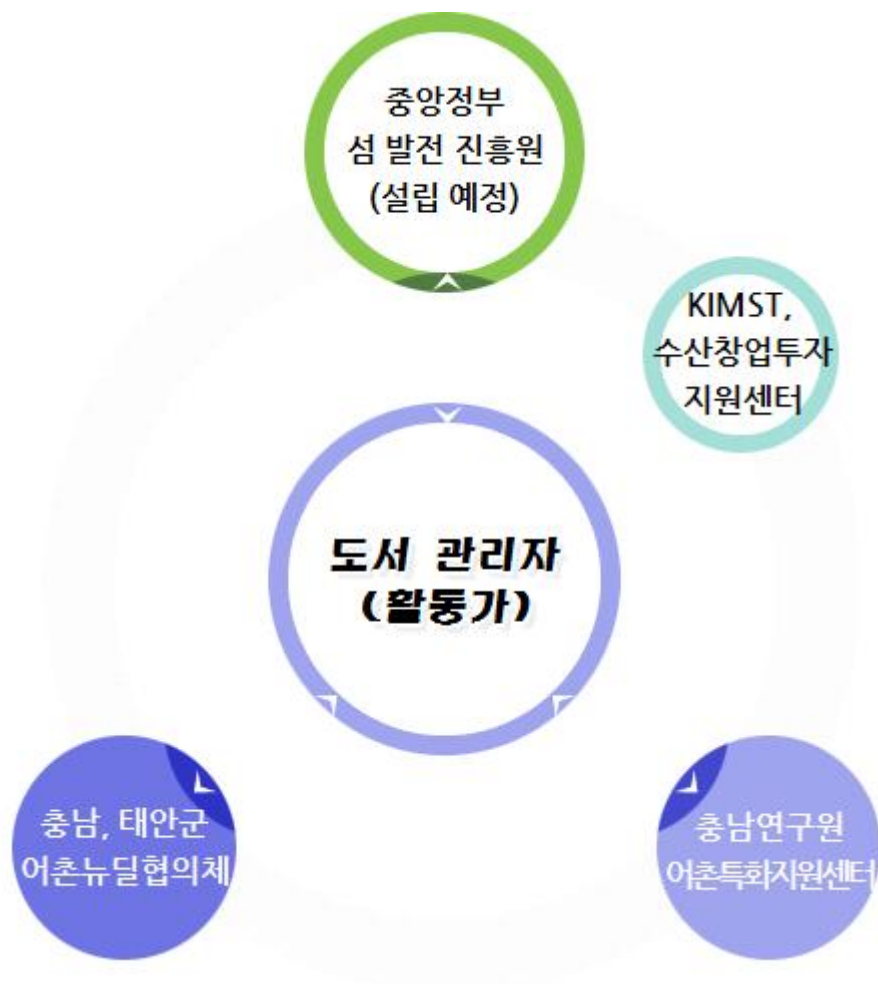 중앙정부
섬 발전 진흥원
(설립 예정)
KIMST,
수산창업투자
지원센터
도서 관리자
(활동가)
충남, 태안군
어촌뉴딜협의체
충남연구원
어촌특화지원센터